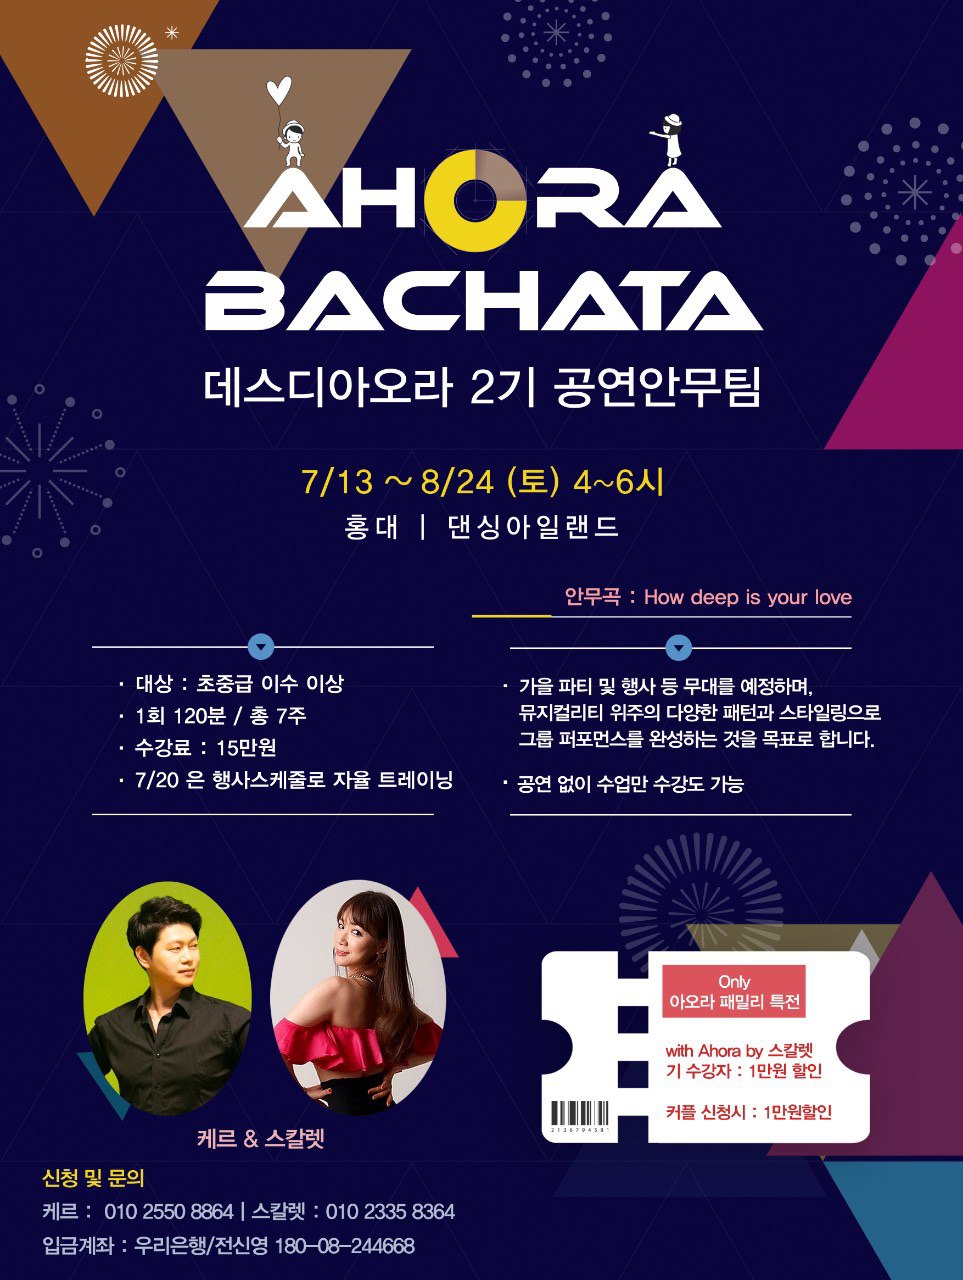 AHORA
BACHATA
데스디아오라 2기 공연안무팀
7/13 ~ 8/24 (토) 4~6시
홍대 | 댄싱아일랜드
안무곡 : How deep is your love
· 대상 : 초중급 이수 이상
· 1회 120분 / 총 7주
· 수강료 : 15만원
· 7/20 은 행사스케줄로 자율 트레이닝
· 가을 파티 및 행사 등 무대를 예정하며,
뮤지컬리티 위주의 다양한 패턴과 스타일링으로
그룹 퍼포먼스를 완성하는 것을 목표로 합니다.
· 공연 없이 수업만 수강도 가능
케르 & 스칼렛
Only
아오라 패밀리 특전
with Ahora by 스칼렛
기 수강자 : 1만원 할인
커플 신청시 : 1만원할인
2136794581
신청 및 문의
케르 : 010 2550 8864 | 스칼렛 : 010 2335 8364
입금계좌 : 우리은행/전신영 180-08-244668